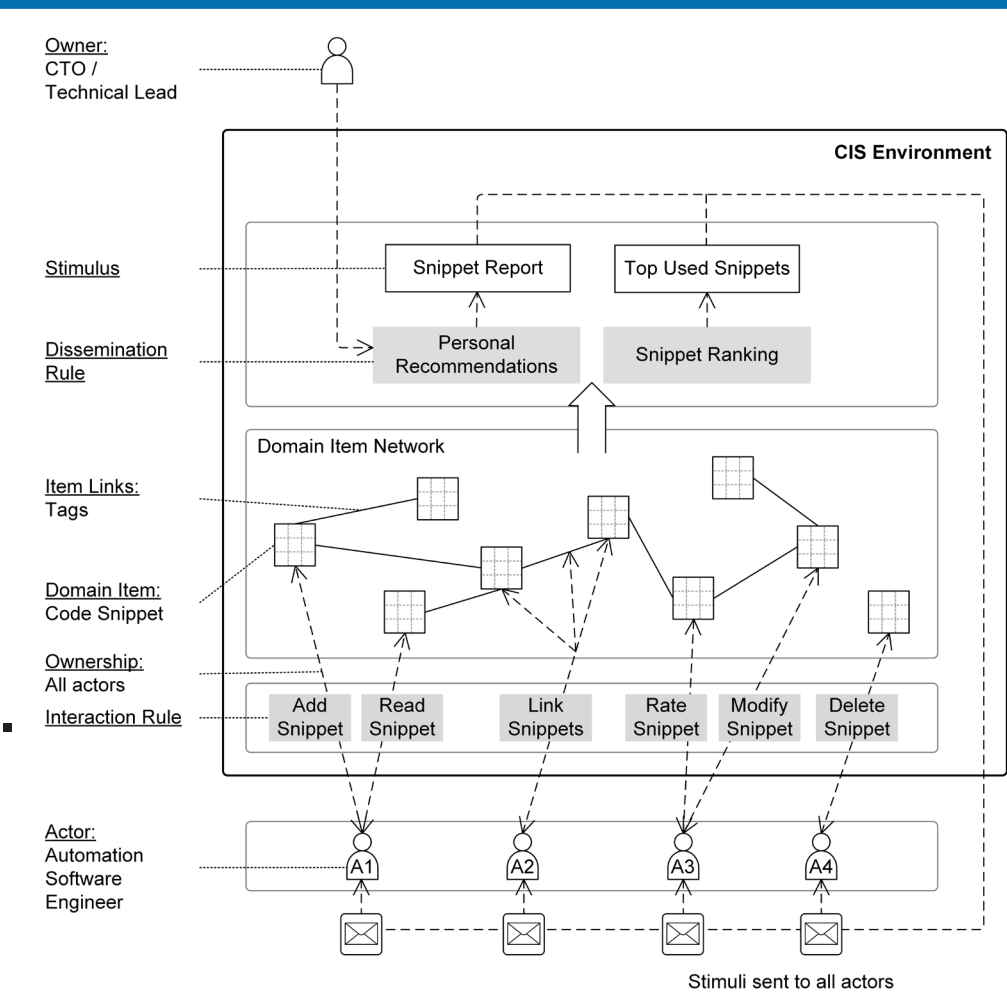 Owner:
CTO /
Technical Lead
CIS Environment
Stimulus
Snippet Report
Top Used Snippets
Dissemination
Rule
Personal
Recommendations
Snippet Ranking
Domain Item Network
Item Links:
Tags
Domain Item:
Code Snippet
Ownership:
All actors
Interaction Rule
Add
Snippet
Read
Snippet
Link
Snippets
Rate
Snippet
Modify
Snippet
Delete
Snippet
Actor:
Automation
Software
Engineer
A1
A2
A3
A4
Stimuli sent to all actors